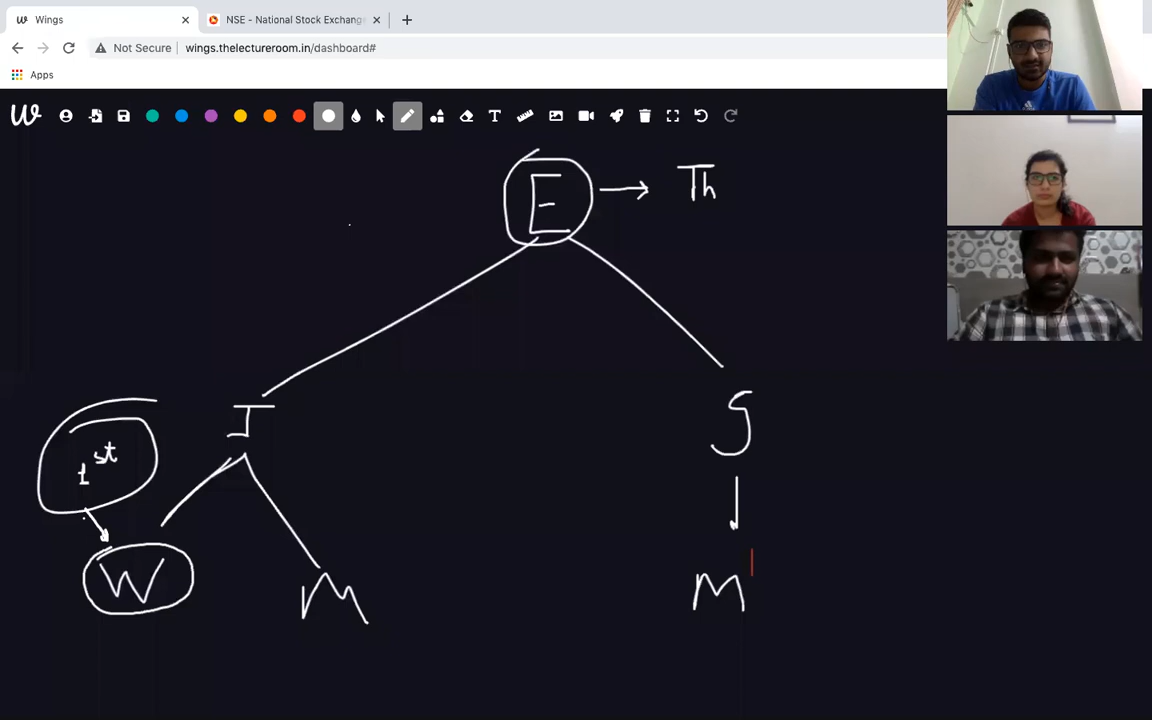 Wings
NSE - National Stock Exchang
Not Secure
wings.thelectureroom.in/dashboard#
Apps
E → Th
1st
W
M
M